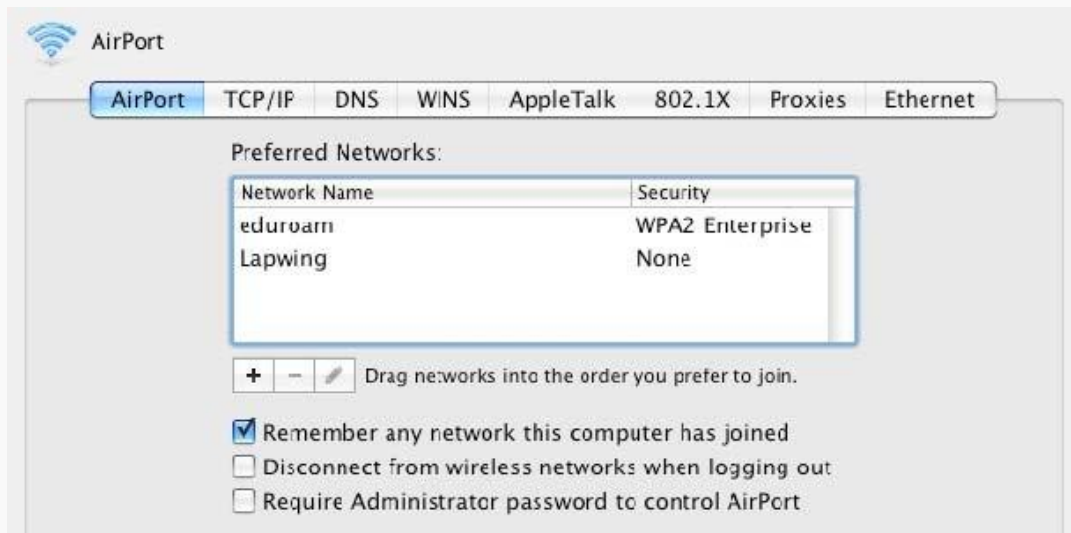 AirPort
AirPort TCP/IP DNS WINS AppleTalk 802.1X Proxies Ethernet
Preferred Networks:
Network Name Security
eduroam WPA2 Enterprise
Lapwing None
+ - Drag networks into the order you prefer to join.
Remember any network this computer has joined
Disconnect from wireless networks when logging out
Require Administrator password to control AirPort